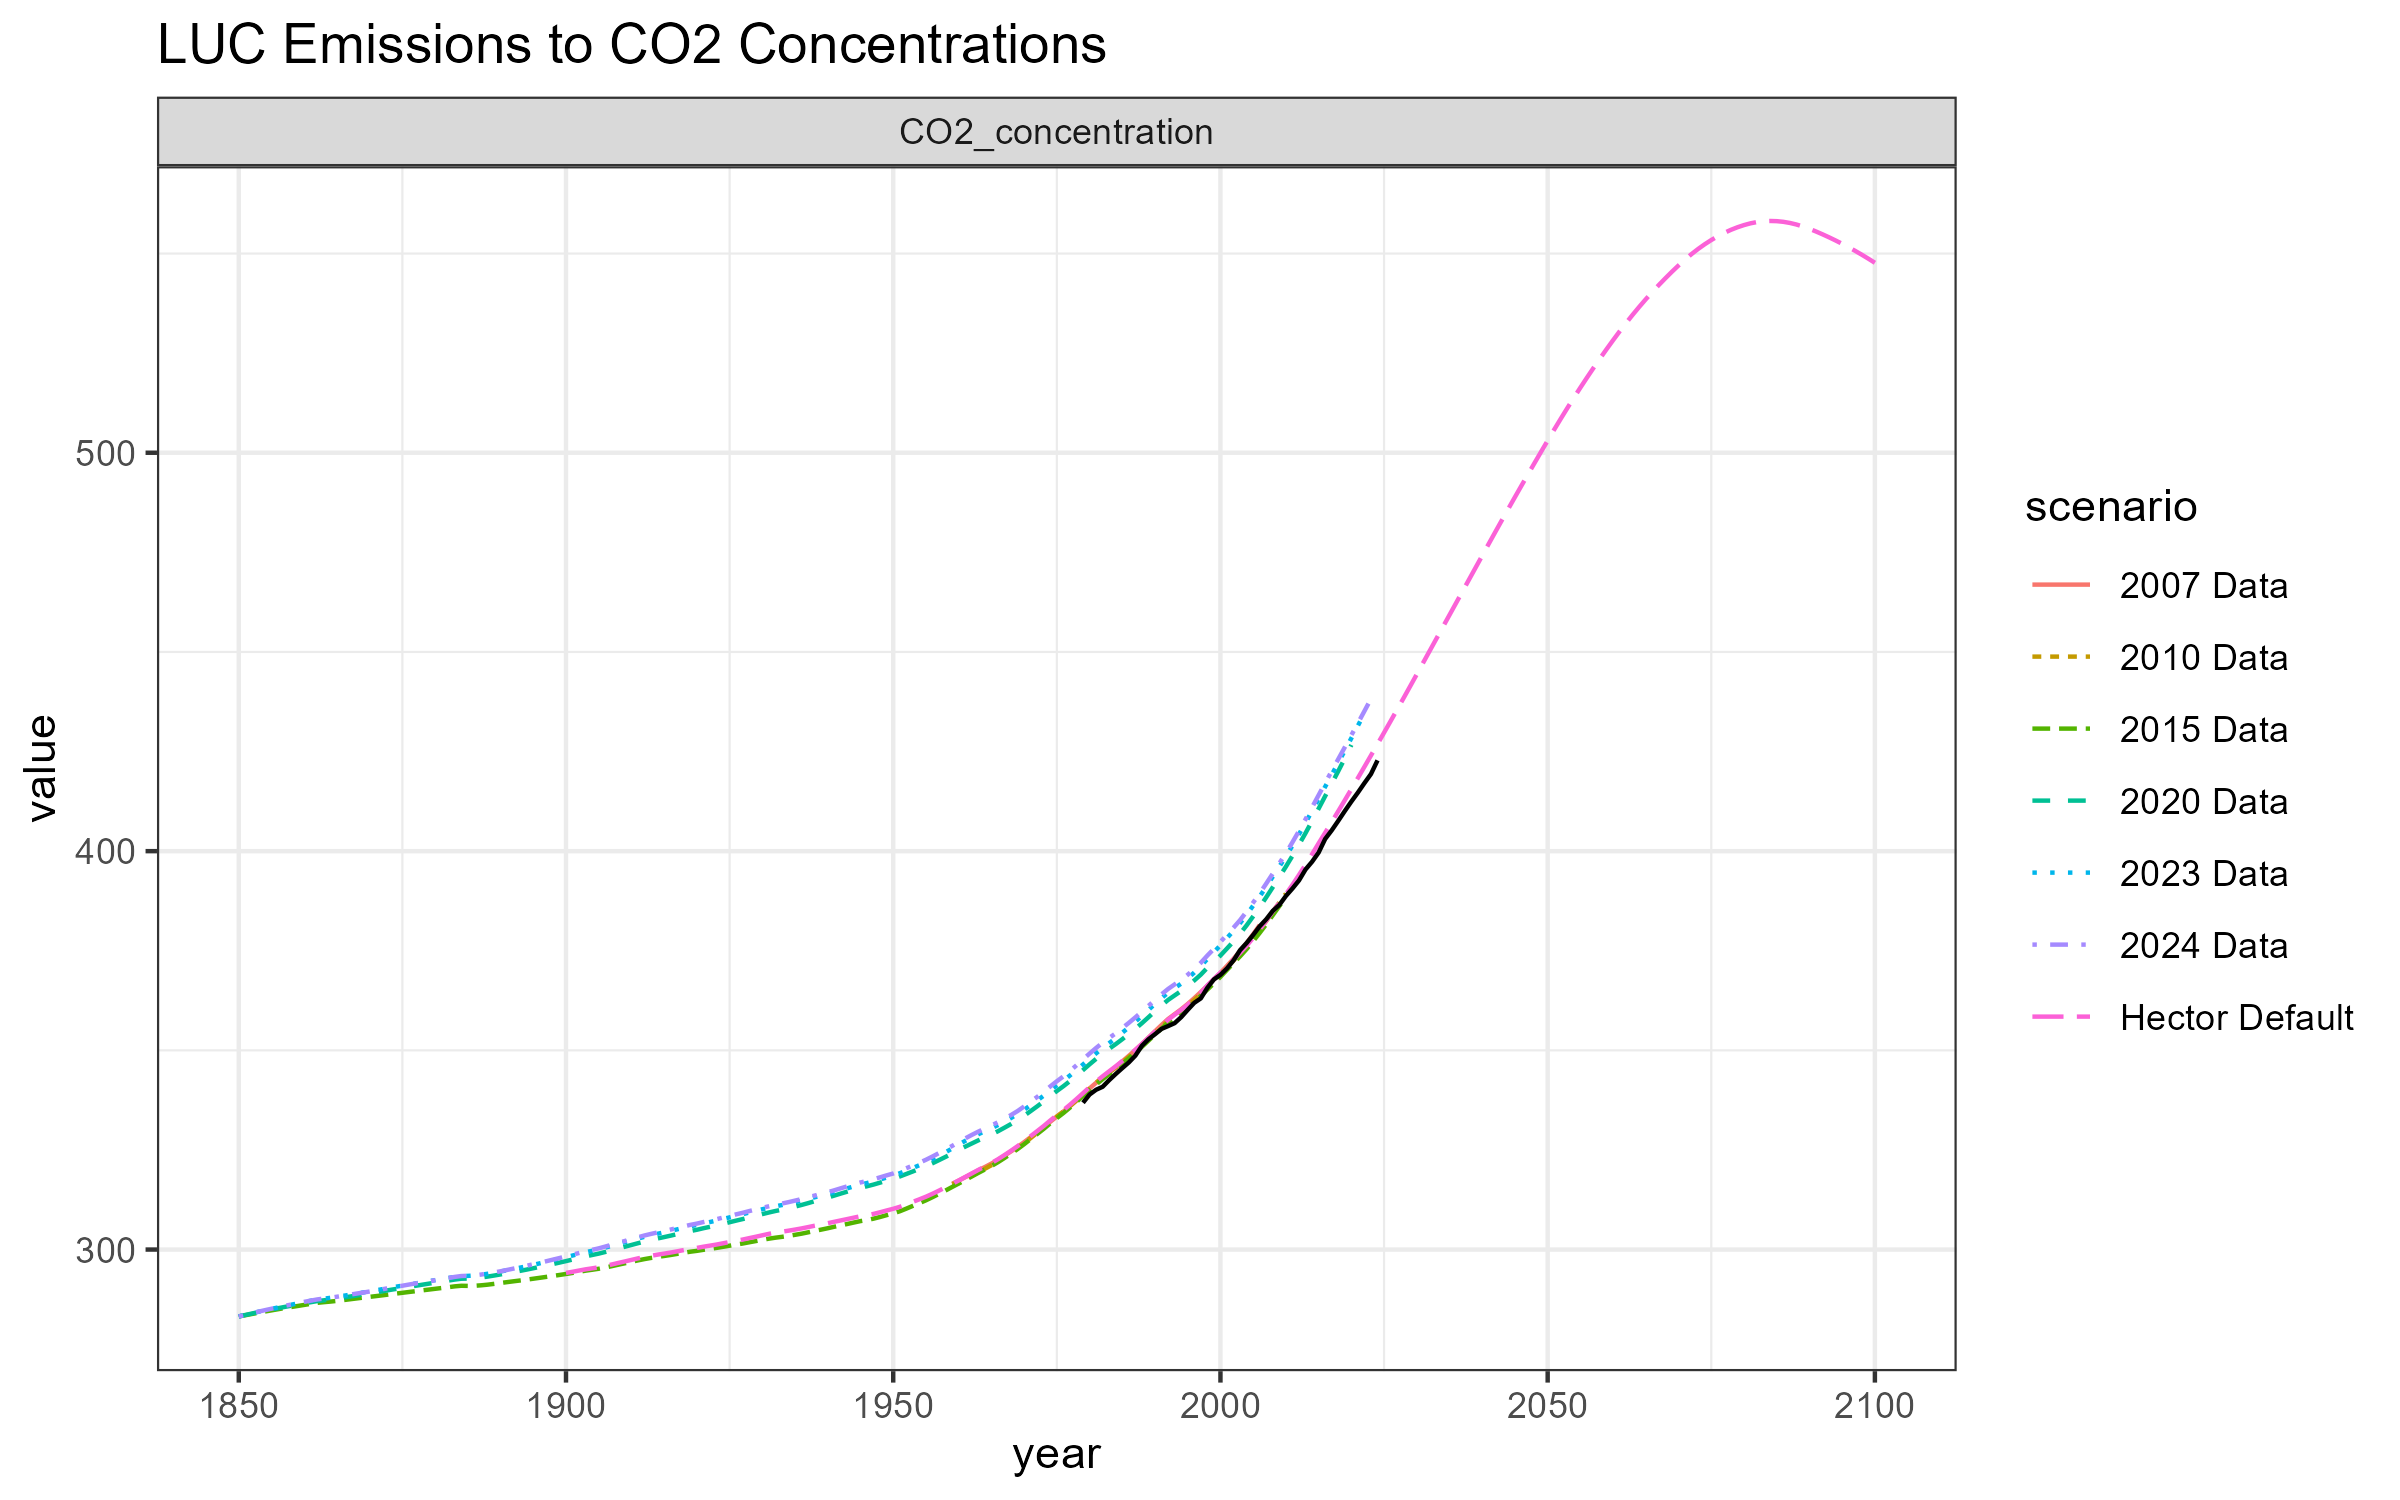 LUC Emissions to CO2 Concentrations
CO2_concentration
value
500
400
300
1850 1900 1950 2000 2050 2100
year
scenario
2007 Data
2010 Data
2015 Data
2020 Data
2023 Data
2024 Data
Hector Default